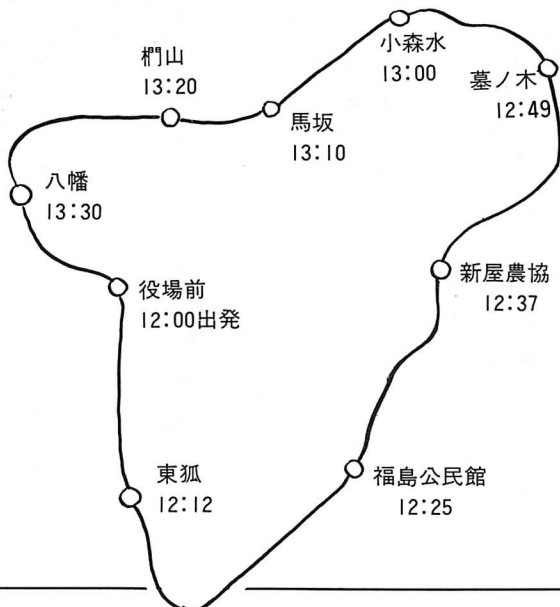 小森水
13:00
墓ノ木
12:49
椚山
13:20
馬坂
13:10
八幡
13:30
新屋農協
12:37
役場前
12:00出発
東狐
12:12
福島公民館
12:25